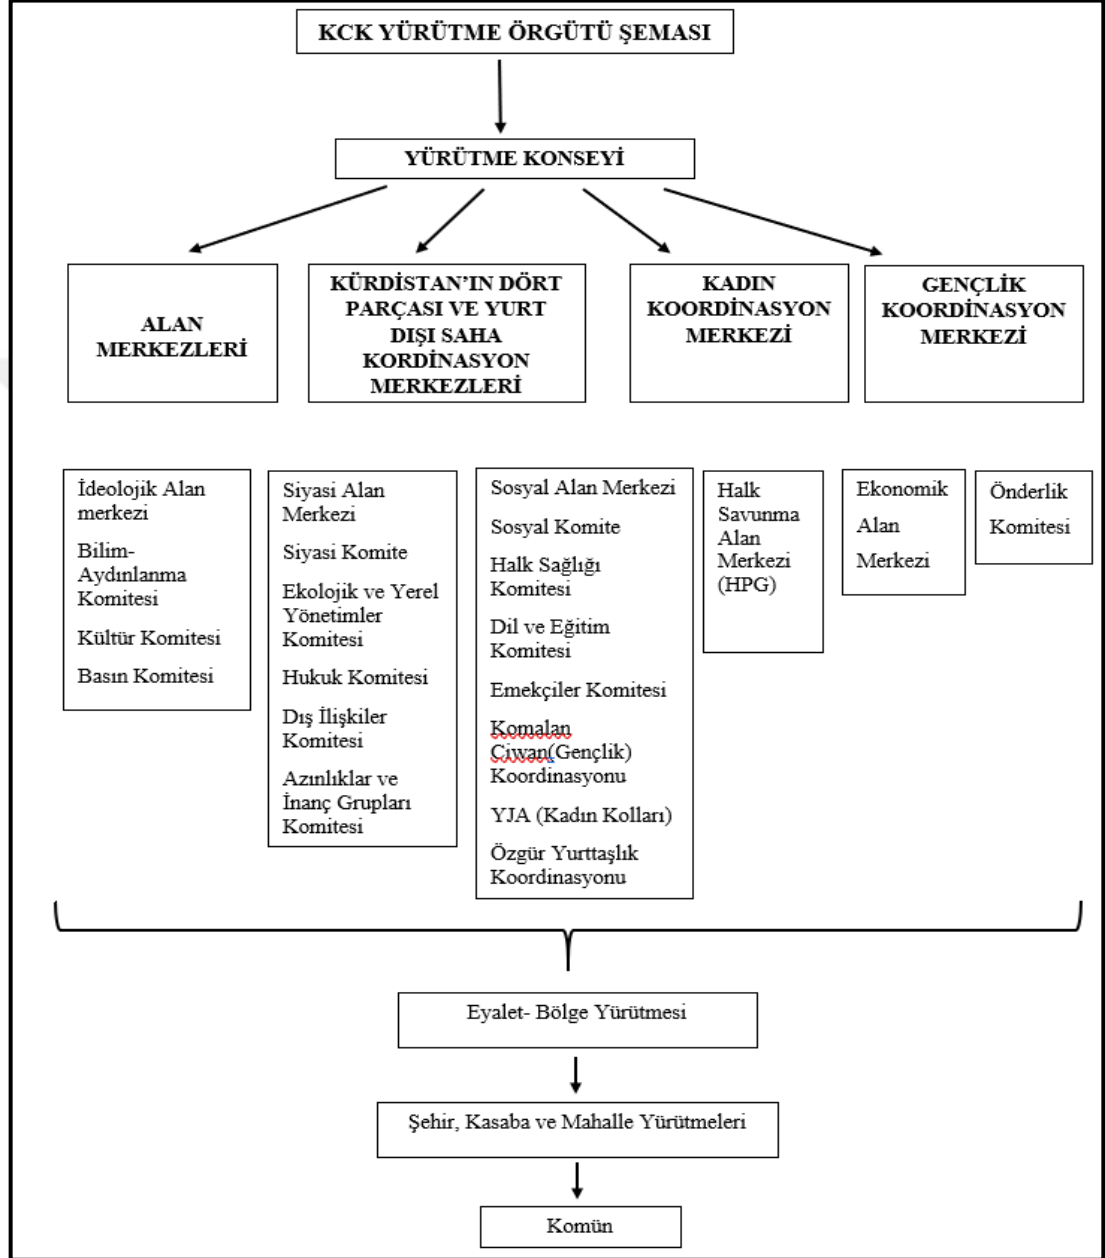 KCK YÜRÜTME ÖRGÜTÜ ŞEMASI
YÜRÜTME KONSEYİ
ALAN
MERKEZLERİ
KÜRDİSTAN’IN DÖRT
PARÇASI VE YURT
DIŞI SAHA
KORDİNASYON
MERKEZLERİ
KADIN
KOORDİNASYON
MERKEZİ
GENÇLİK
KOORDİNASYON
MERKEZİ
İdeolojik Alan
merkezi
Bilim-
Aydınlanma
Komitesi
Kültür Komitesi
Basın Komitesi
Siyasi Alan
Merkezi
Siyasi Komite
Ekolojik ve Yerel
Yönetimler
Komitesi
Hukuk Komitesi
Dış İlişkiler
Komitesi
Azınlıklar ve
İnanç Grupları
Komitesi
Sosyal Alan Merkezi
Sosyal Komite
Halk Sağlığı
Komitesi
Dil ve Eğitim
Komitesi
Emekçiler Komitesi
Komalan
Ciwan(Gençlik)
Koordinasyonu
YJA (Kadın Kolları)
Özgür Yurttaşlık
Koordinasyonu
Halk
Savunma
Alan
Merkezi
(HPG)
Ekonomik
Alan
Merkezi
Önderlik
Komitesi
Eyalet- Bölge Yürütmesi
Şehir, Kasaba ve Mahalle Yürütmeleri
Komün